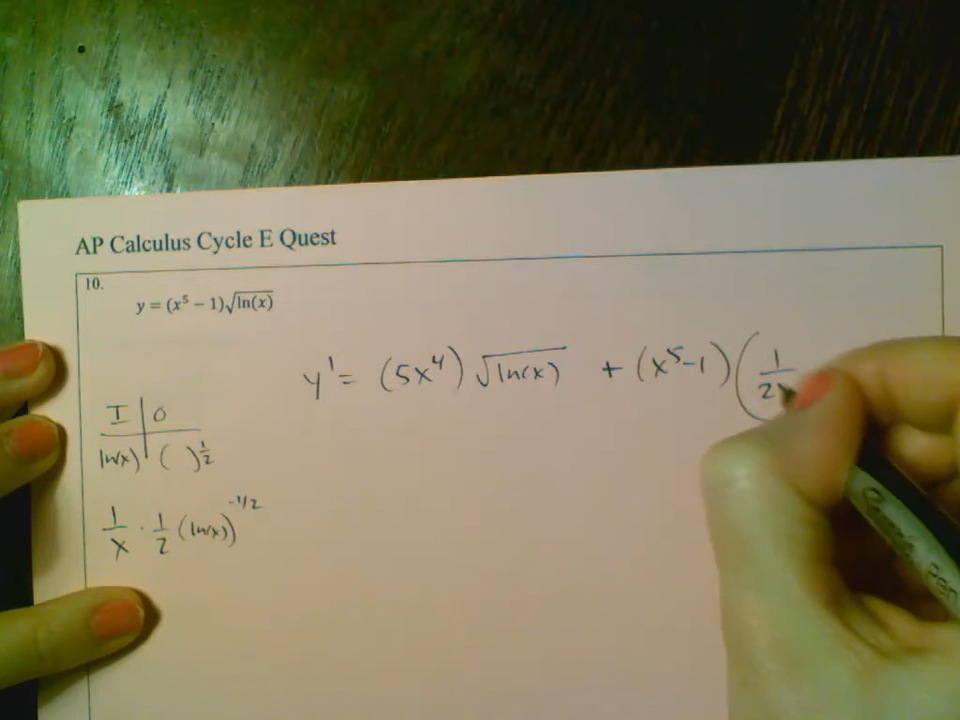 AP Calculus Cycle E Quest
10.
y = (x⁵ − 1)√ln(x)
y' = (5x⁴) √ln(x) + (x⁵-1) (1/2x
I | O
ln(x) | ( )^1/2
1/x · 1/2 (ln(x))^-1/2